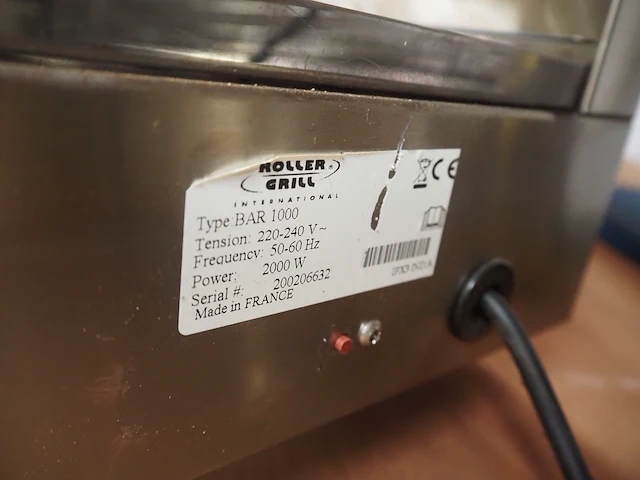 ROLLER®
GRILL
INTERNATIONAL
Type:BAR 1000
Tension: 220-240 V~
Frequency: 50-60 Hz
Power: 2000 W
Serial #: 200206632
Made in FRANCE
CE